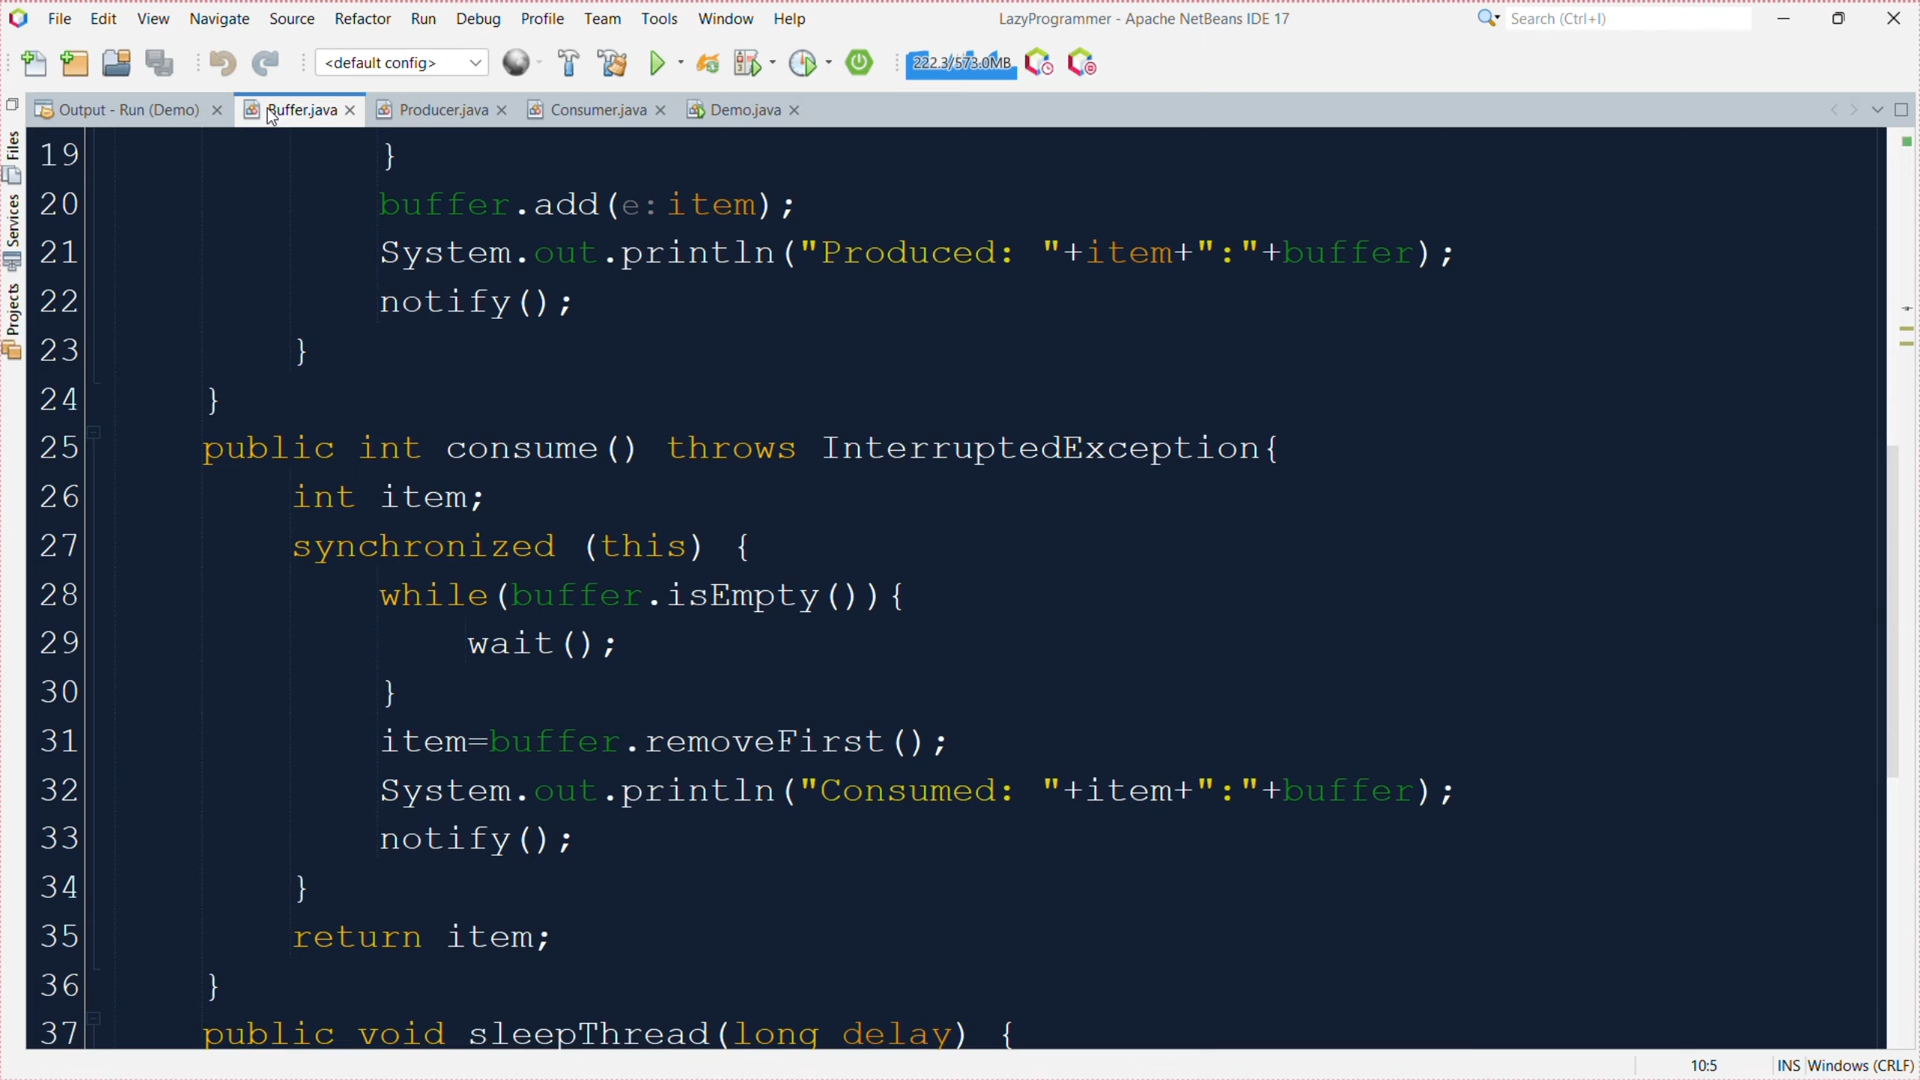 File Edit View Navigate Source Refactor Run Debug Profile Team Tools Window Help LazyProgrammer - Apache NetBeans IDE 17 Search (Ctrl+I)
<default config> 222.3/573.0MB
Output - Run (Demo) Buffer.java Producer.java Consumer.java Demo.java
Files
Services
Projects
19 }
20 buffer.add(e:item);
21 System.out.println("Produced: "+item+":"+buffer);
22 notify();
23 }
24 }
25 public int consume() throws InterruptedException{
26 int item;
27 synchronized (this) {
28 while(buffer.isEmpty()){
29 wait();
30 }
31 item=buffer.removeFirst();
32 System.out.println("Consumed: "+item+":"+buffer);
33 notify();
34 }
35 return item;
36 }
37 public void sleepThread(long delay) {
10:5 INS Windows (CRLF)